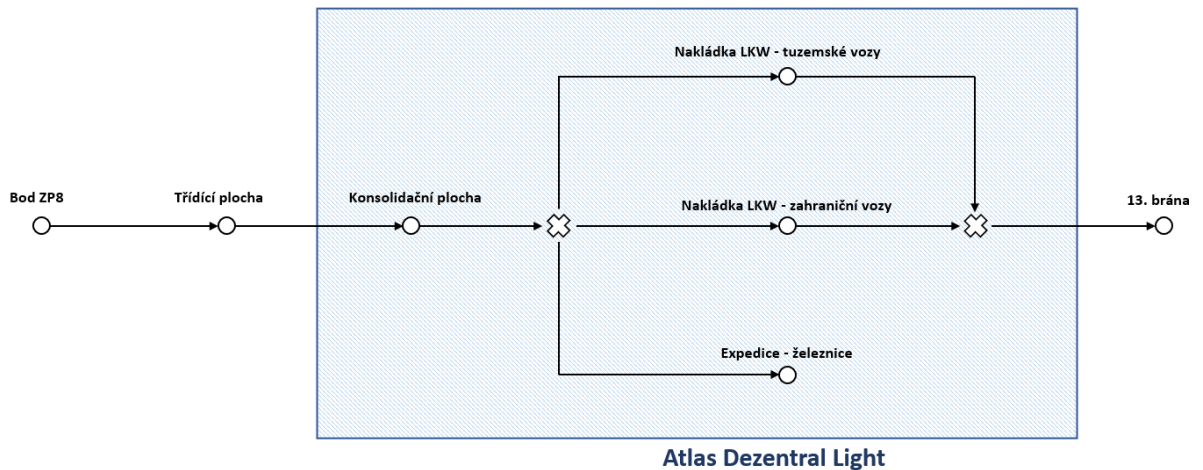 Nakládka LKW - tuzemské vozy
Bod ZP8
Třídící plocha
Konsolidační plocha
Nakládka LKW - zahraniční vozy
13. brána
Expedice - železnice
Atlas Dezentral Light